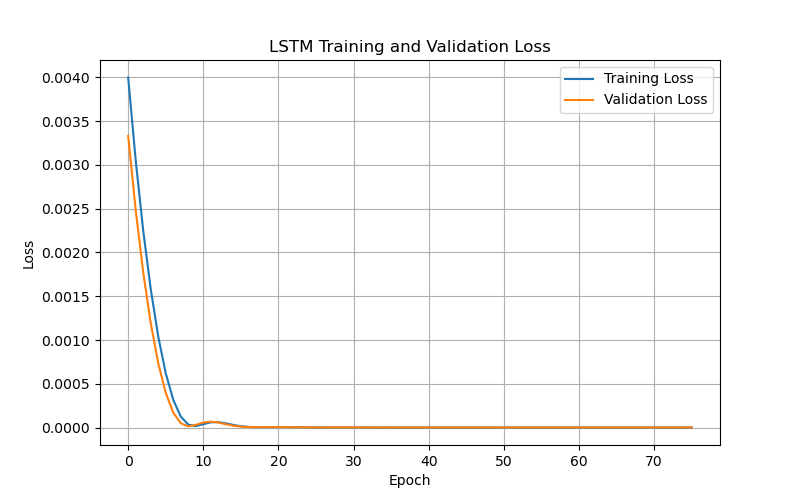 LSTM Training and Validation Loss
Training Loss
Validation Loss
0.0040
0.0035
0.0030
0.0025
0.0020
0.0015
0.0010
0.0005
0.0000
Loss
0 10 20 30 40 50 60 70
Epoch